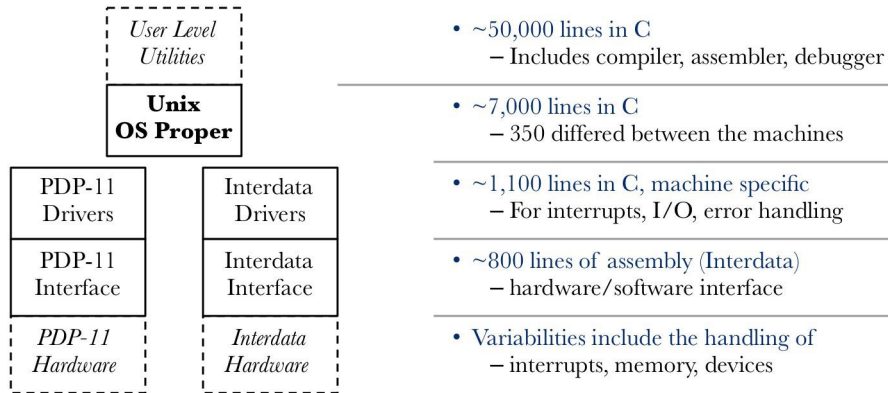 User Level
Utilities
• ~50,000 lines in C
– Includes compiler, assembler, debugger
Unix
OS Proper
• ~7,000 lines in C
– 350 differed between the machines
PDP-11
Drivers
Interdata
Drivers
• ~1,100 lines in C, machine specific
– For interrupts, I/O, error handling
PDP-11
Interface
Interdata
Interface
• ~800 lines of assembly (Interdata)
– hardware/software interface
PDP-11
Hardware
Interdata
Hardware
• Variabilities include the handling of
– interrupts, memory, devices